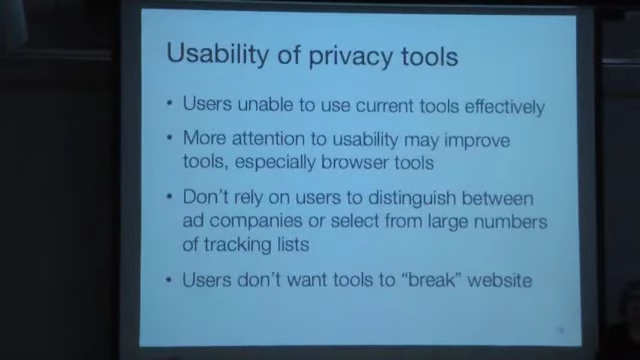 Usability of privacy tools
• Users unable to use current tools effectively
• More attention to usability may improve
tools, especially browser tools
• Don't rely on users to distinguish between
ad companies or select from large numbers
of tracking lists
• Users don't want tools to "break" website